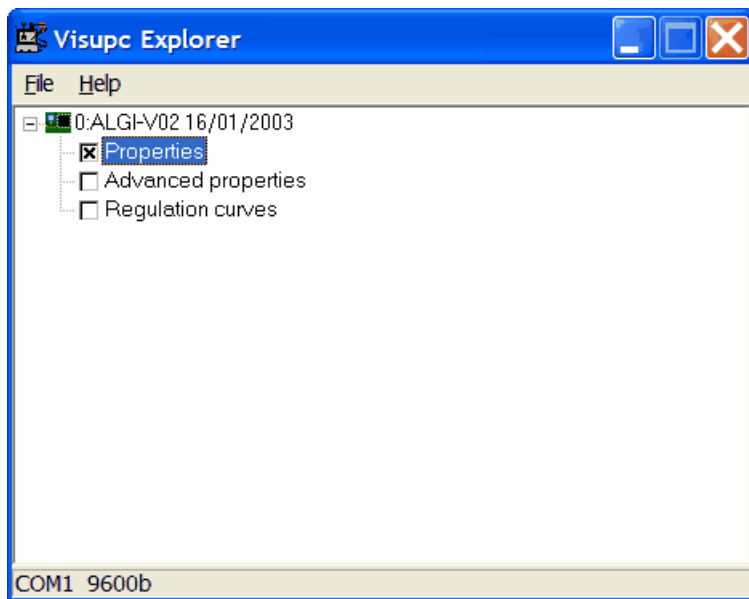 Visupc Explorer
File Help
0:ALGI-V02 16/01/2003
Properties
Advanced properties
Regulation curves
COM1 9600b